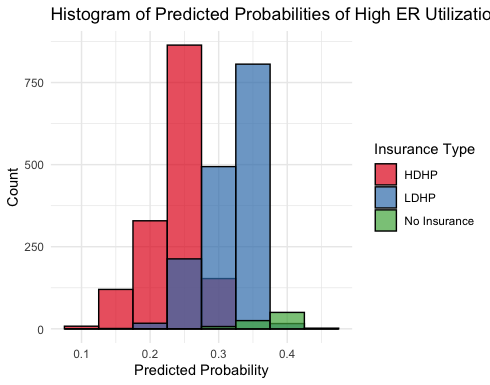 Histogram of Predicted Probabilities of High ER Utilizatio
750
500
250
0
Count
0.1 0.2 0.3 0.4
Predicted Probability
Insurance Type
HDHP
LDHP
No Insurance